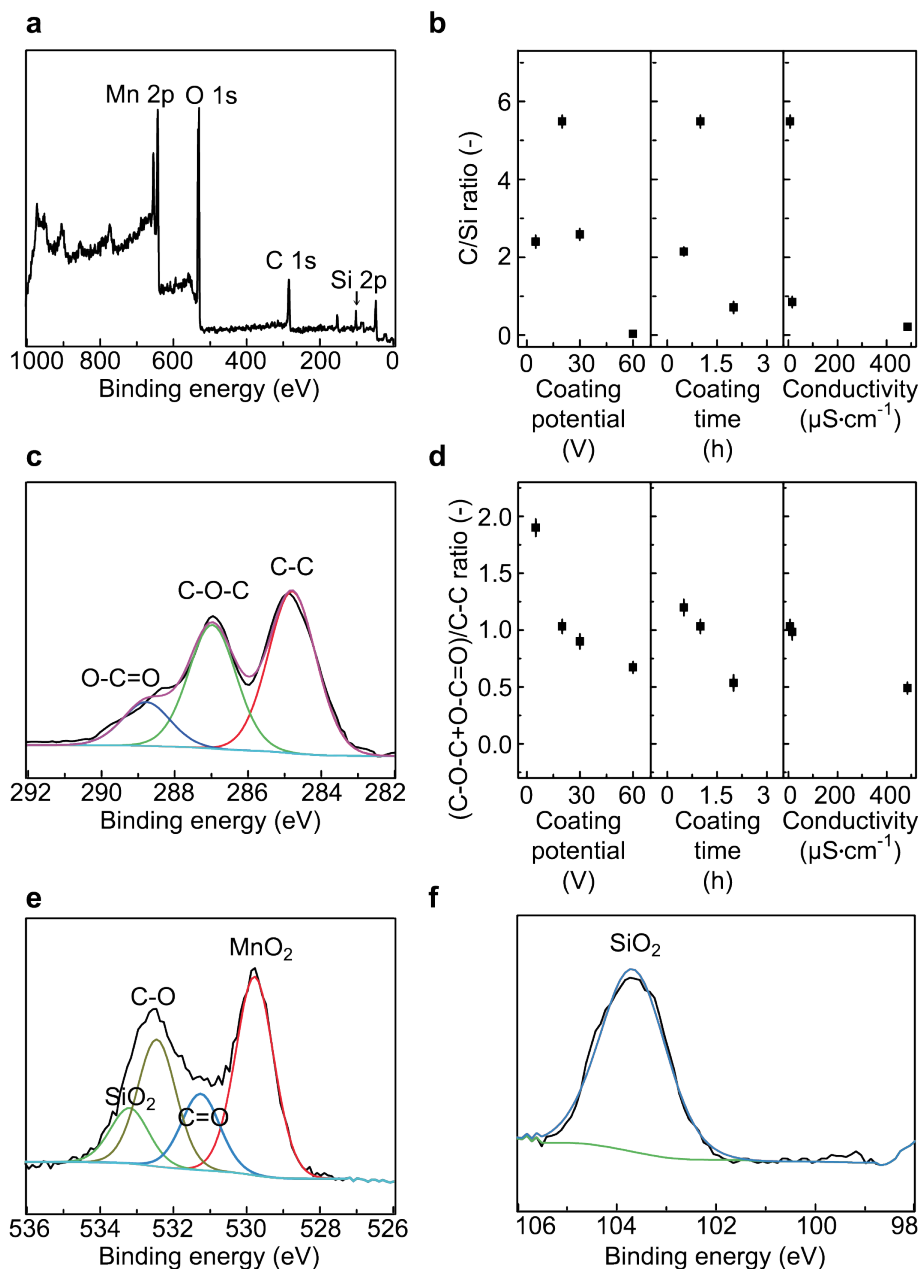 a
Mn 2p
O 1s
C 1s
Si 2p
1000 800 600 400 200 0
Binding energy (eV)
b
C/Si ratio (-)
6
4
2
0
0 30 60
0 1.5 3
0 200 400
Coating potential (V)
Coating time (h)
Conductivity (µS·cm⁻¹)
c
C-C
C-O-C
O-C=O
292 290 288 286 284 282
Binding energy (eV)
d
(C-O-C+O-C=O)/C-C ratio (-)
2.0
1.5
1.0
0.5
0.0
0 30 60
0 1.5 3
0 200 400
Coating potential (V)
Coating time (h)
Conductivity (µS·cm⁻¹)
e
MnO₂
C-O
SiO₂
C=O
536 534 532 530 528 526
Binding energy (eV)
f
SiO₂
106 104 102 100 98
Binding energy (eV)